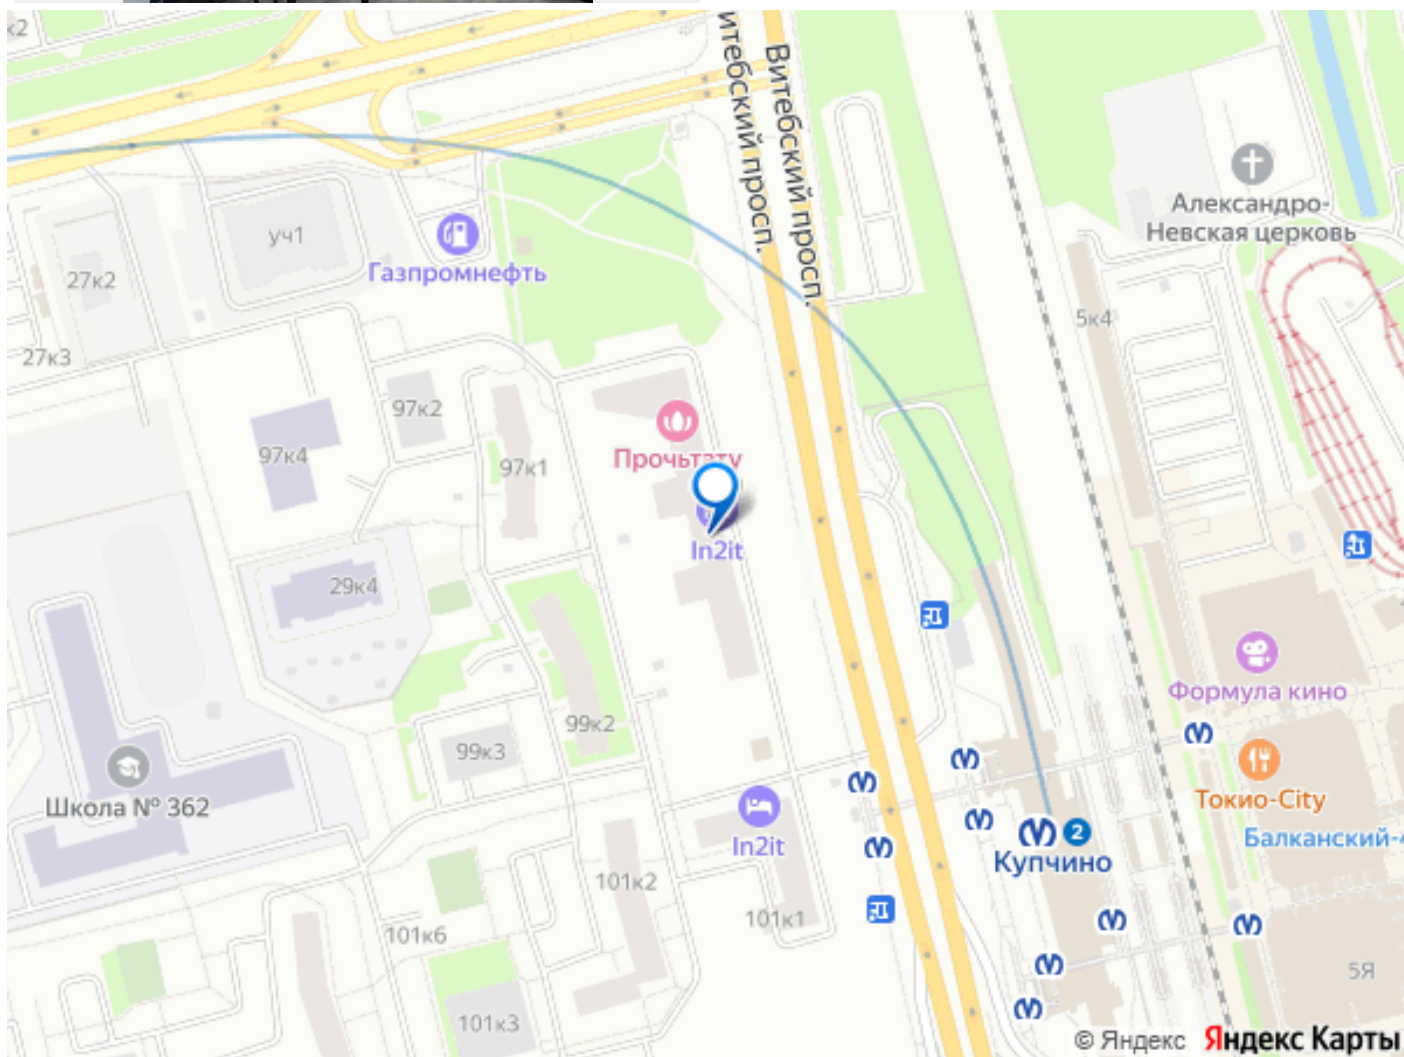 к2
итебский просп.
Витебский просп.
Александро-
Невская церковь
уч1
Газпромнефть
27к2
27к3
5к4
97к2
97к4
97к1
Прочьтату
In2it
29к4
Формула кино
99к2
99к3
Школа № 362
Токио-City
In2it
2
Купчино
Балканский-
101к2
101к1
101к6
101к3
5Я
© Яндекс Яндекс Карты